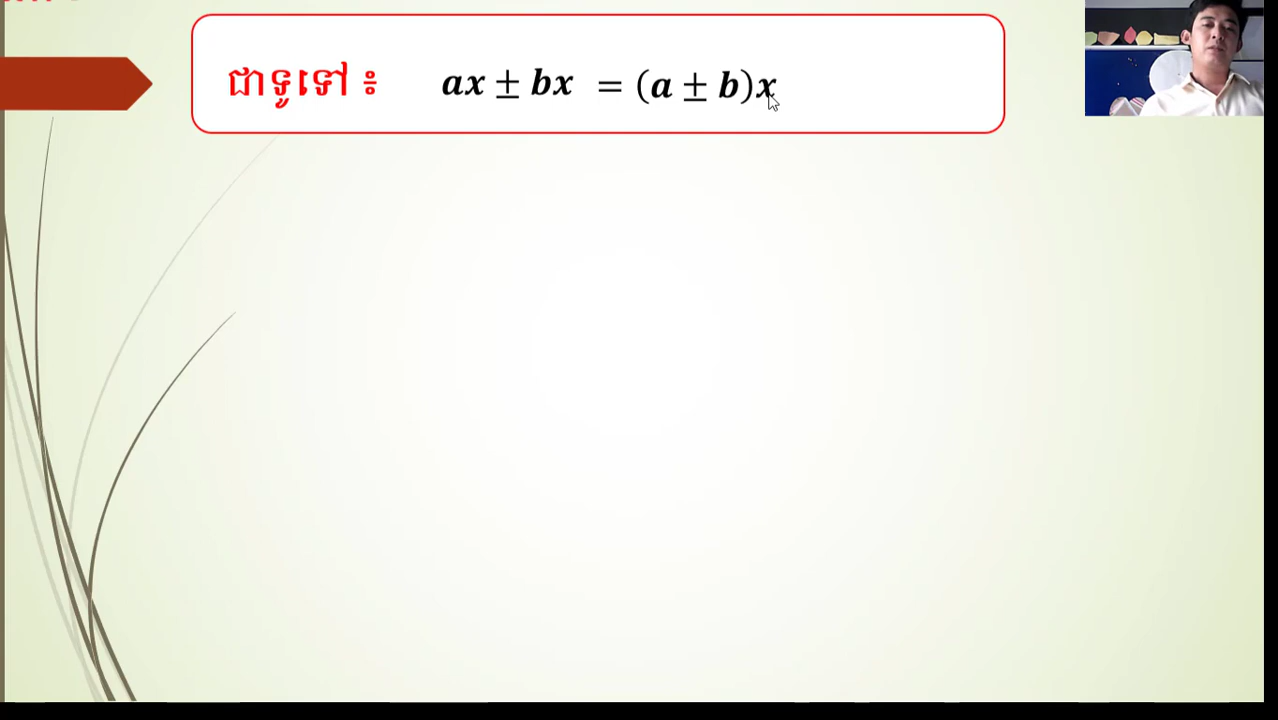 ជាទូទៅ ៖ ax ± bx = (a ± b)x